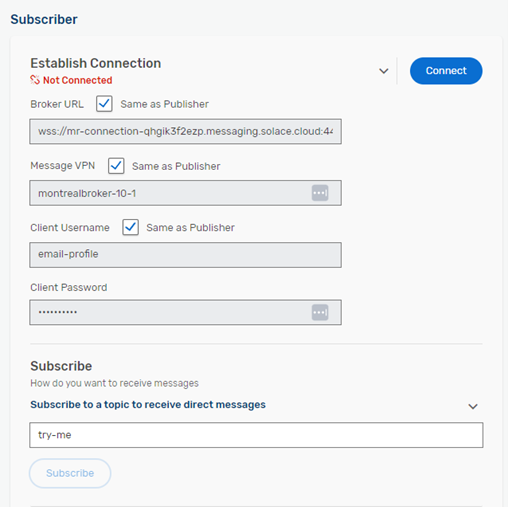 Subscriber
Establish Connection
Not Connected
Connect
Broker URL Same as Publisher
wss://mr-connection-qhgik3f2ezp.messaging.solace.cloud:44
Message VPN Same as Publisher
montrealbroker-10-1
Client Username Same as Publisher
email-profile
Client Password
••••••••••
Subscribe
How do you want to receive messages
Subscribe to a topic to receive direct messages
try-me
Subscribe